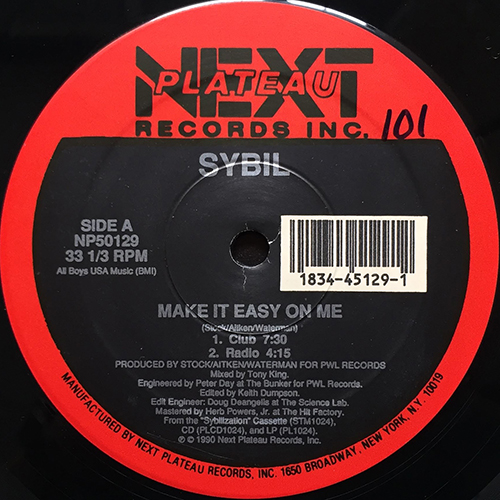 NEXT
PLATEAU
RECORDS INC.
101
SYBIL
SIDE A
NP50129
33 1/3 RPM
All Boys USA Music (BMI)
1834-45129-1
MAKE IT EASY ON ME
(Stock/Aitken/Waterman)
1. Club 7:30
2. Radio 4:15
PRODUCED BY STOCK/AITKEN/WATERMAN FOR PWL RECORDS
Mixed by Tony King.
Engineered by Peter Day at The Bunker for PWL Records.
Edited by Keith Dumpson.
Edit Engineer: Doug Deangelis at The Science Lab.
Mastered by Herb Powers, Jr. at The Hit Factory.
From the "Sybilization" Cassette (STM1024),
CD (PLCD1024), and LP (PL1024).
℗ © 1990 Next Plateau Records, Inc.
MANUFACTURED BY NEXT PLATEAU RECORDS, INC. 1650 BROADWAY, NEW YORK, N.Y. 10019